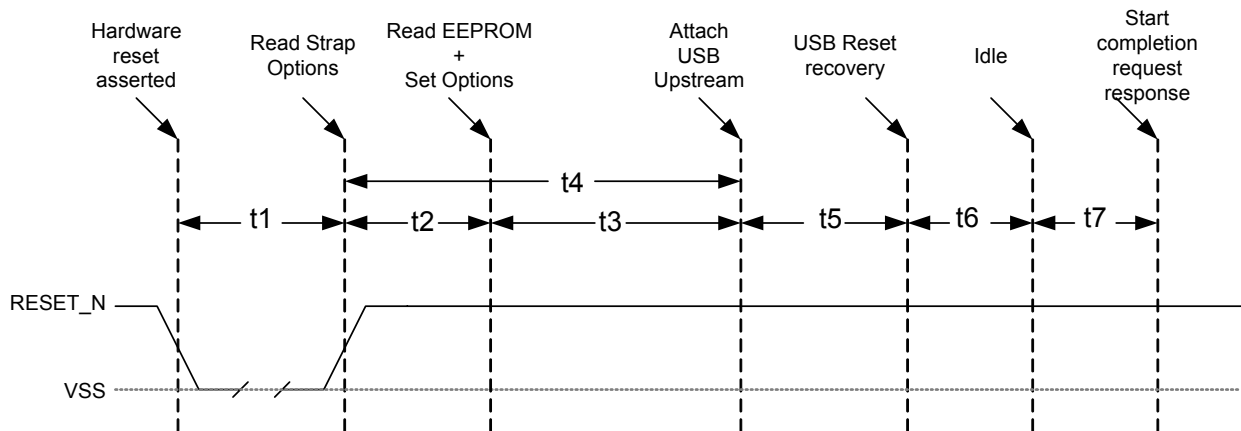 Hardware
reset
asserted
Read Strap
Options
Read EEPROM
+
Set Options
Attach
USB
Upstream
USB Reset
recovery
Idle
Start
completion
request
response
t4
t1
t2
t3
t5
t6
t7
RESET_N
VSS